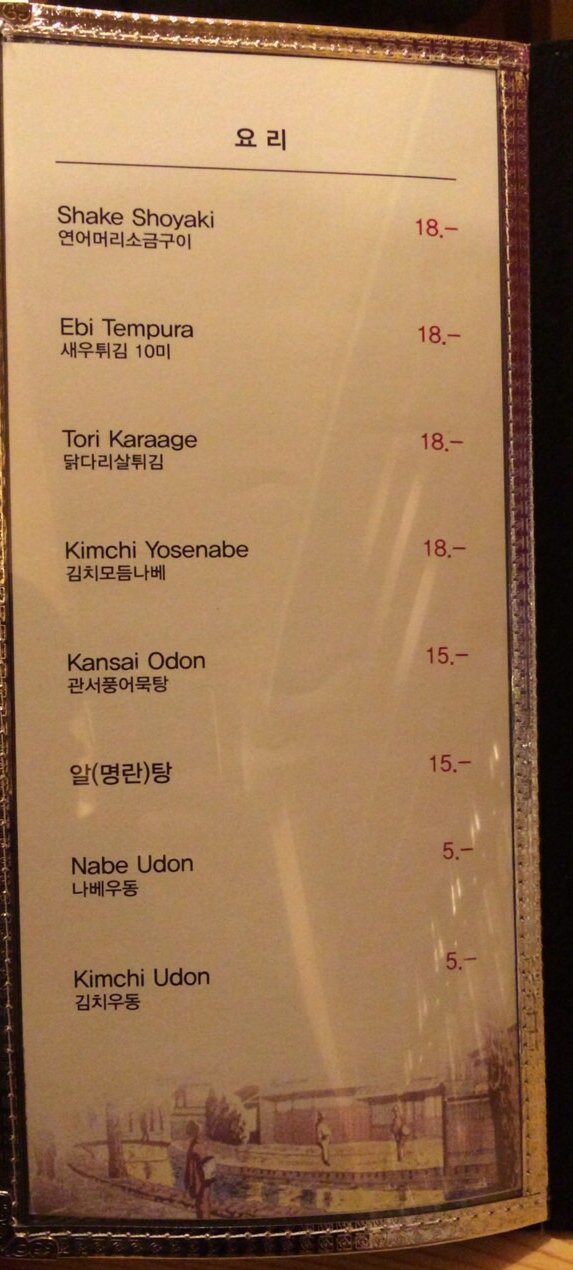 요 리
Shake Shoyaki 18.–
연어머리소금구이
Ebi Tempura 18.–
새우튀김 10미
Tori Karaage 18.–
닭다리살튀김
Kimchi Yosenabe 18.–
김치모듬나베
Kansai Odon 15.–
관서풍어묵탕
알(명란)탕 15.–
Nabe Udon 5.–
나베우동
Kimchi Udon 5.–
김치우동